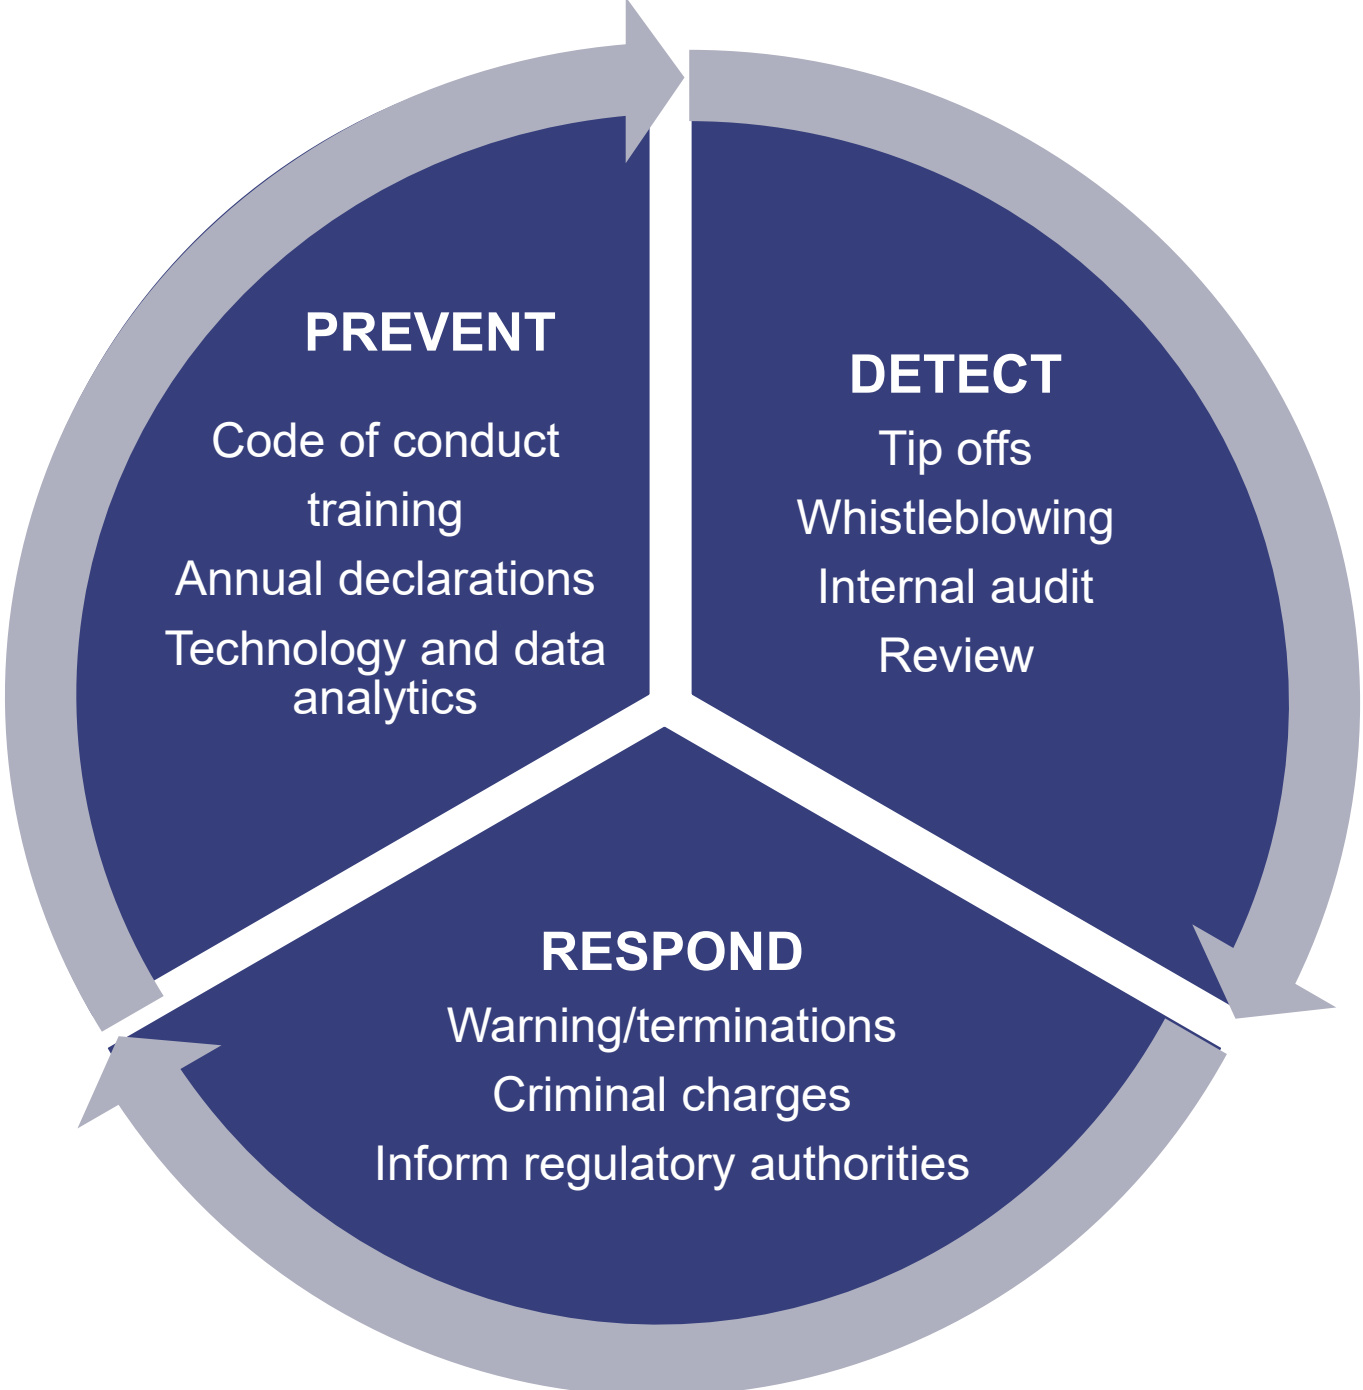 PREVENT
Code of conduct
training
Annual declarations
Technology and data
analytics
DETECT
Tip offs
Whistleblowing
Internal audit
Review
RESPOND
Warning/terminations
Criminal charges
Inform regulatory authorities